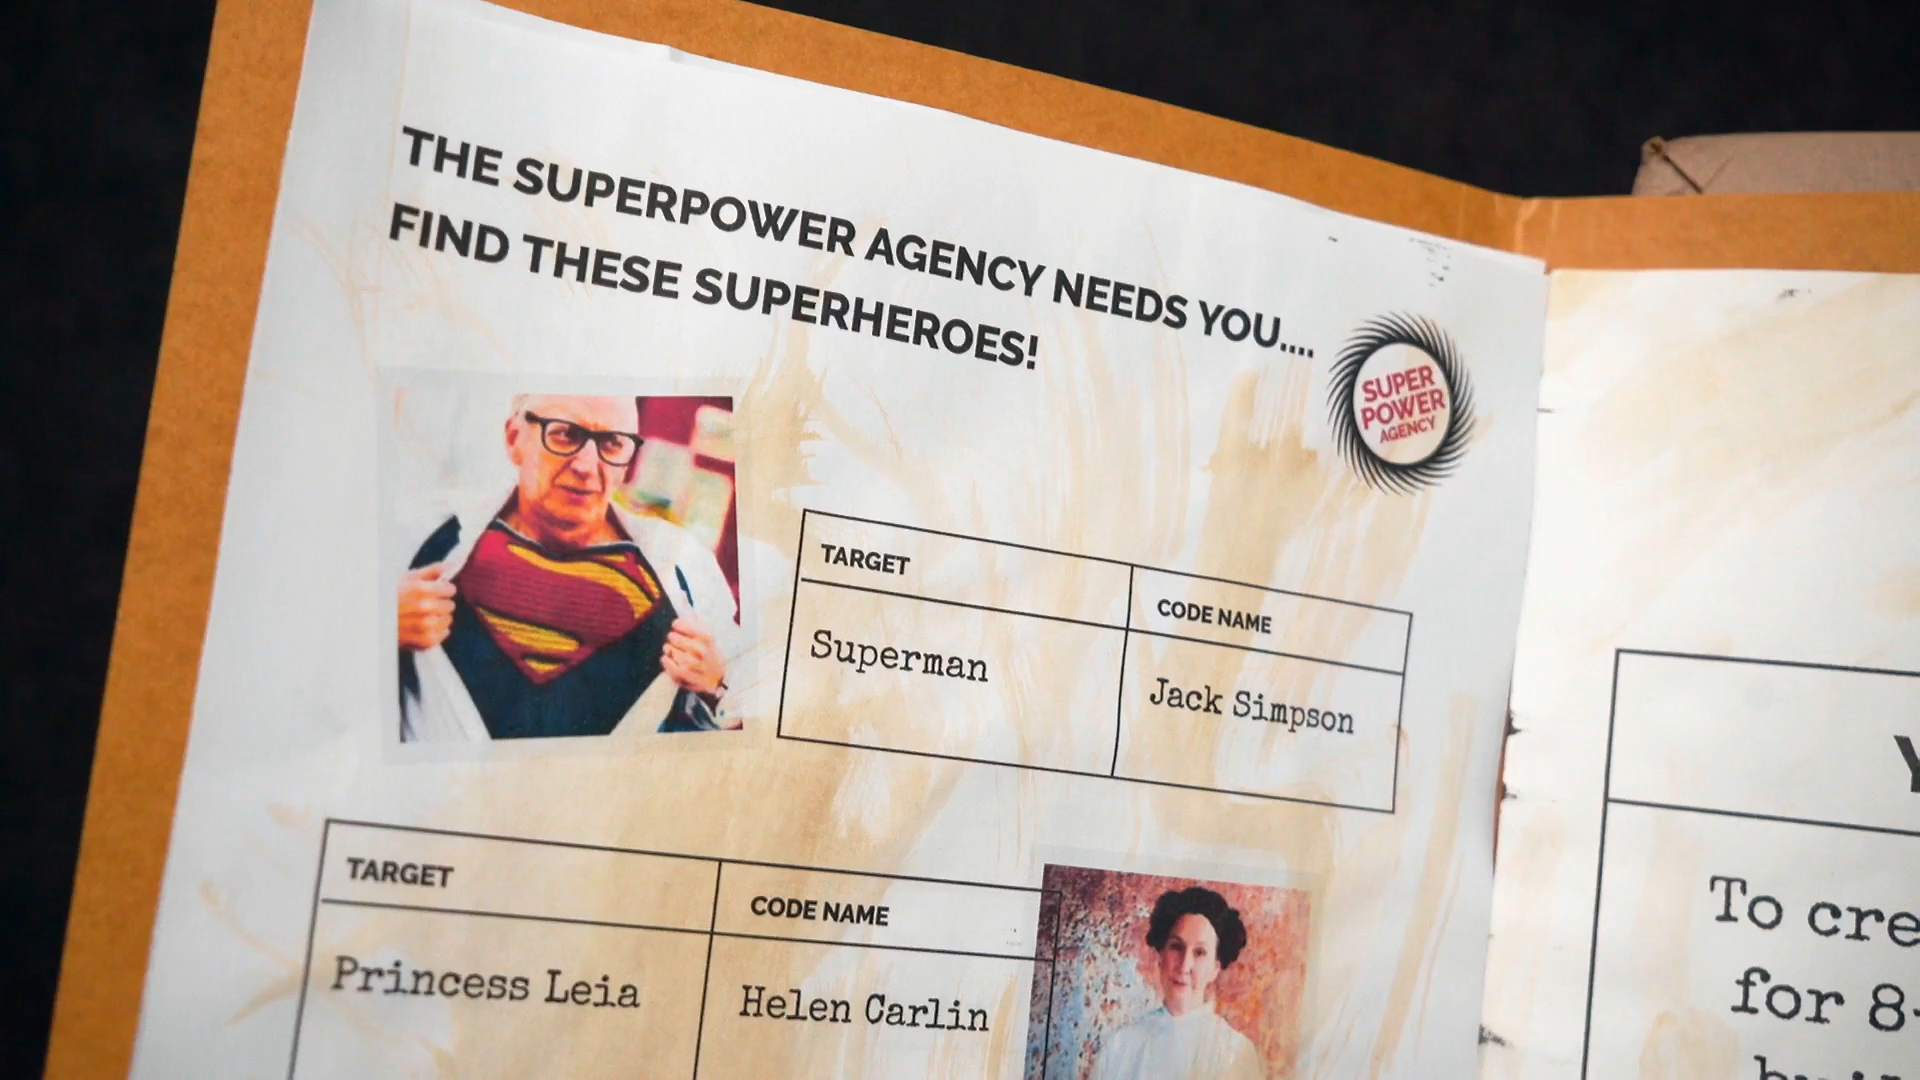 THE SUPERPOWER AGENCY NEEDS YOU....
FIND THESE SUPERHEROES!
SUPER
POWER
AGENCY
TARGET
CODE NAME
Superman
Jack Simpson
TARGET
CODE NAME
Princess Leia
Helen Carlin
To cre
for 8-